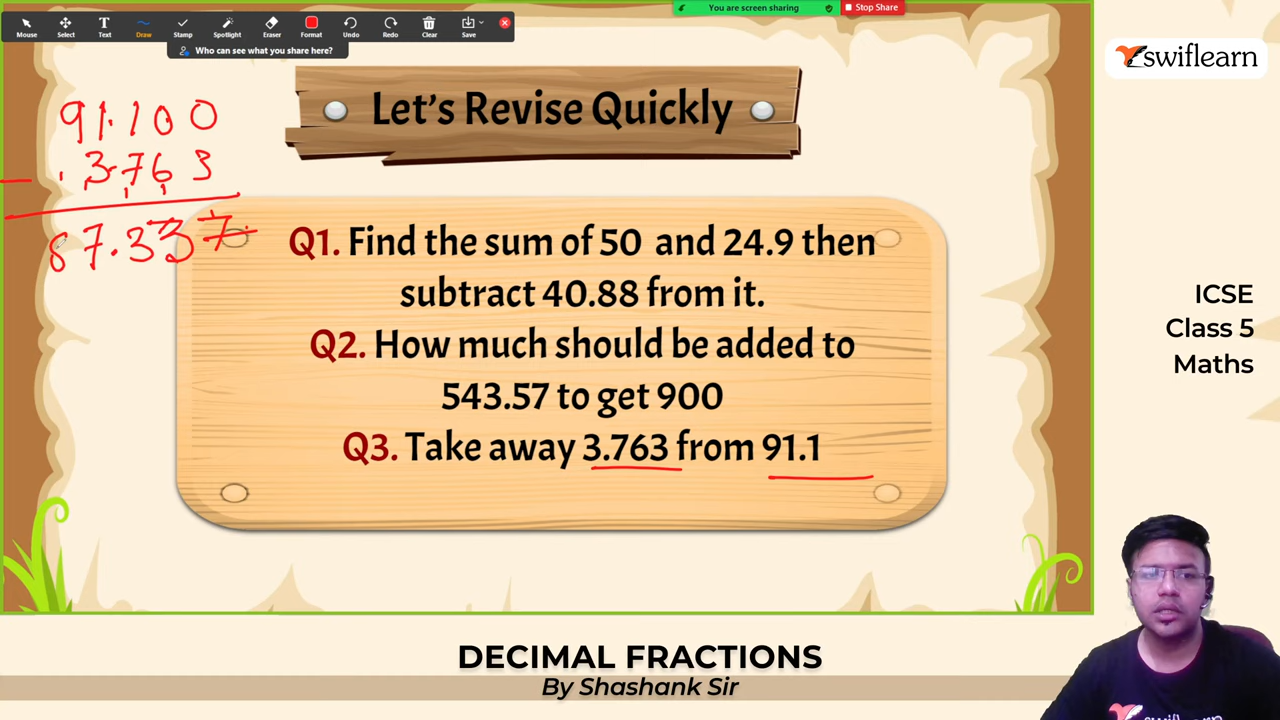 You are screen sharing
Stop Share
Mouse
Select
Text
Draw
Stamp
Spotlight
Eraser
Format
Undo
Redo
Clear
Save
Who can see what you share here?
swiflearn
Let's Revise Quickly
91.100
- 3.763
87.337
Q1. Find the sum of 50 and 24.9 then
subtract 40.88 from it.
Q2. How much should be added to
543.57 to get 900
Q3. Take away 3.763 from 91.1
ICSE
Class 5
Maths
DECIMAL FRACTIONS
By Shashank Sir
swiflearn